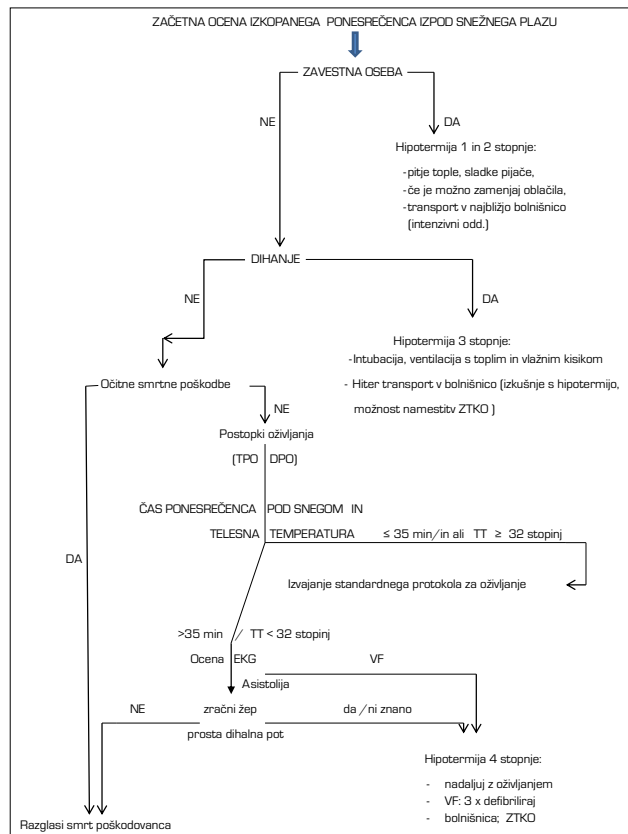 ZAČETNA OCENA IZKOPANEGA PONESREČENCA IZPOD SNEŽNEGA PLAZU
ZAVESTNA OSEBA
NE
DA
Hipotermija 1 in 2 stopnje:
-pitje tople, sladke pijače,
-če je možno zamenjaj oblačila,
-transport v najbližjo bolnišnico
(intenzivni odd.)
DIHANJE
NE
DA
Hipotermija 3 stopnje:
-Intubacija, ventilacija s toplim in vlažnim kisikom
- Hiter transport v bolnišnico (izkušnje s hipotermijo,
možnost namestitv ZTKO )
Očitne smrtne poškodbe
NE
Postopki oživljanja
(TPO DPO)
ČAS PONESREČENCA POD SNEGOM IN
TELESNA TEMPERATURA ≤ 35 min/in ali TT ≥ 32 stopinj
DA
Izvajanje standardnega protokola za oživljanje
>35 min / TT < 32 stopinj
Ocena EKG VF
Asistolija
NE zračni žep da /ni znano
prosta dihalna pot
Hipotermija 4 stopnje:
- nadaljuj z oživljanjem
- VF: 3 x defibriliraj
- bolnišnica; ZTKO
Razglasi smrt poškodovanca